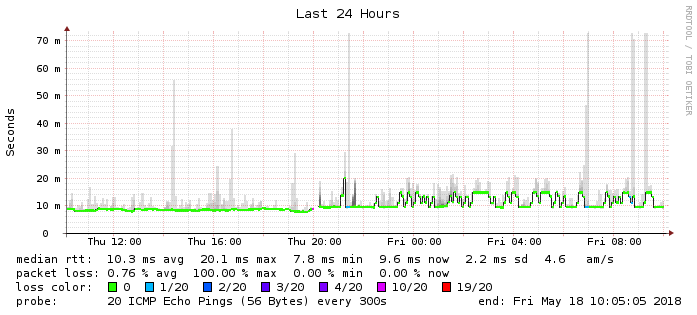 Last 24 Hours
RRDTOOL / TOBI OETIKER
Seconds
70 m
60 m
50 m
40 m
30 m
20 m
10 m
0
Thu 12:00 Thu 16:00 Thu 20:00 Fri 00:00 Fri 04:00 Fri 08:00
median rtt: 10.3 ms avg 20.1 ms max 7.8 ms min 9.6 ms now 2.2 ms sd 4.6 am/s
packet loss: 0.76 % avg 100.00 % max 0.00 % min 0.00 % now
loss color: 0 1/20 2/20 3/20 4/20 10/20 19/20
probe: 20 ICMP Echo Pings (56 Bytes) every 300s end: Fri May 18 10:05:05 2018